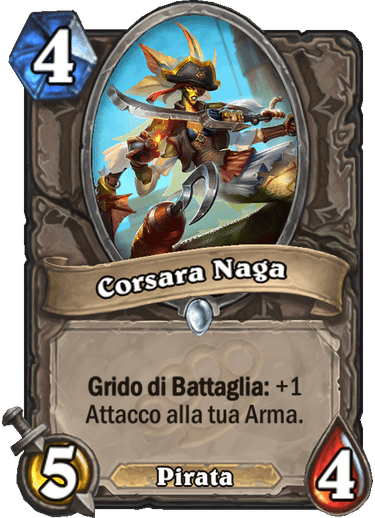 4
Corsara Naga
Grido di Battaglia: +1
Attacco alla tua Arma.
5
Pirata
4